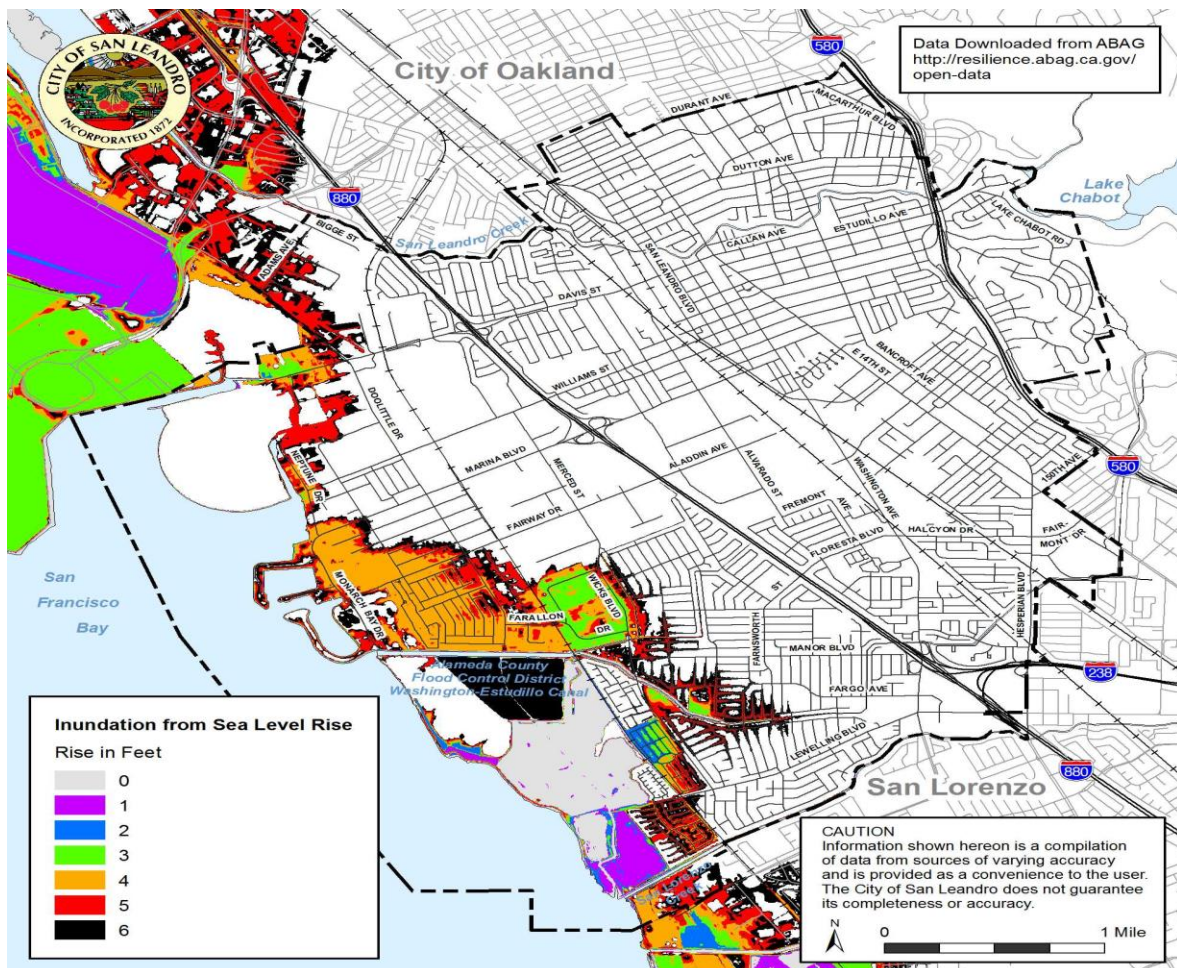 CITY OF SAN LEANDRO
INCORPORATED 1872
City of Oakland
580
Data Downloaded from ABAG
http://resilience.abag.ca.gov/
open-data
DURANT AVE
MACARTHUR BLVD
DUTTON AVE
Lake
Chabot
LAKE CHABOT RD
880
BIGGE ST
San Leandro Creek
ESTUDILLO AVE
CALLAN AVE
ADAMS AVE
SAN LEANDRO BLVD
DAVIS ST
BANCROFT AVE
E 14TH ST
WILLIAMS ST
DOOLITTLE DR
MARINA BLVD
MERCED ST
ALADDIN AVE
ALVARADO ST
WASHINGTON AVE
150TH AVE
580
NEPTUNE DR
FAIRWAY DR
FREMONT
AVE
HALCYON DR
FLORESTA BLVD
FAIR-
MONT DR
San
Francisco
Bay
MONARCH BAY DR
WICKS BLVD
FARALLON
DR
ST
FARNSWORTH
HESPERIAN BLVD
MANOR BLVD
238
Alameda County
Flood Control District
Washington-Estudillo Canal
FARGO AVE
LEWELLING BLVD
880
San Lorenzo
San Lorenzo
Inundation from Sea Level Rise
Rise in Feet
0
1
2
3
4
5
6
CAUTION
Information shown hereon is a compilation
of data from sources of varying accuracy
and is provided as a convenience to the user.
The City of San Leandro does not guarantee
its completeness or accuracy.
N
0
1 Mile